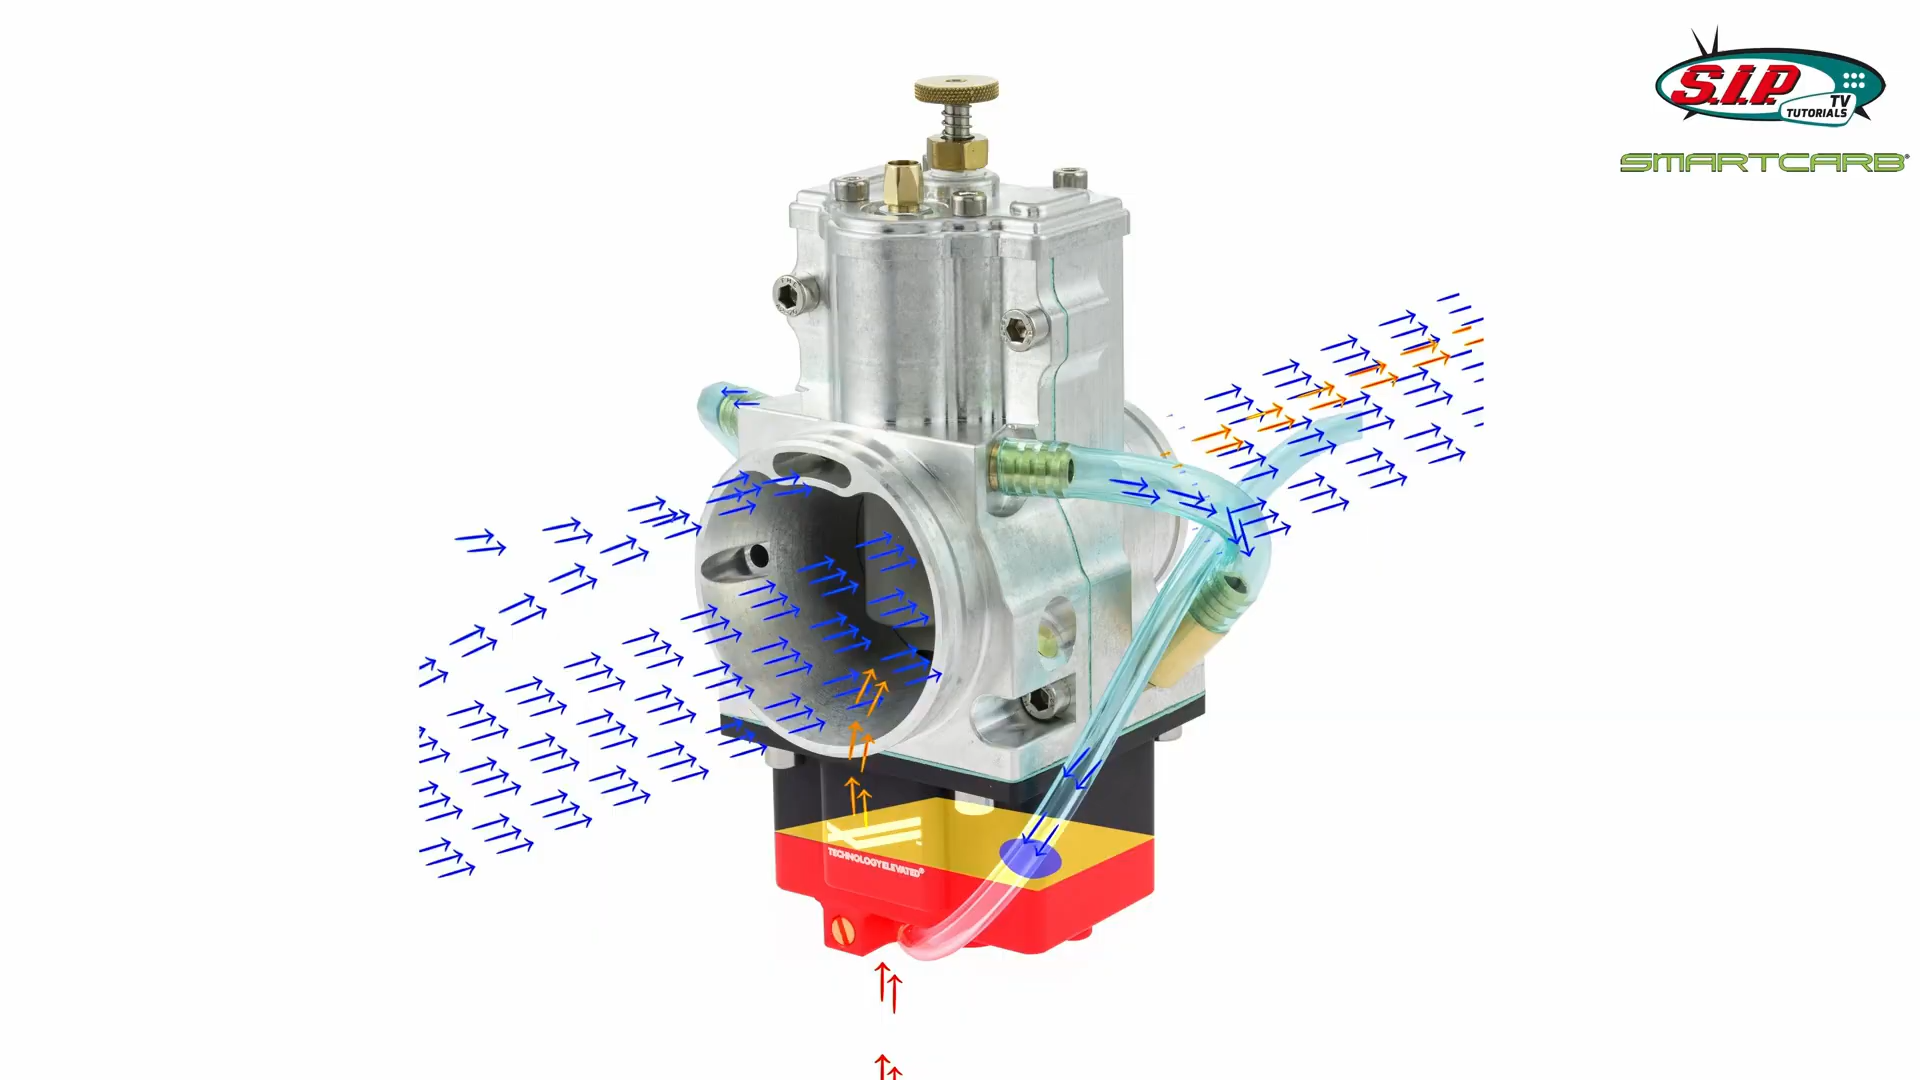 S.I.P.
TV
TUTORIALS
SMARTCARB®
TECHNOLOGY ELEVATED®